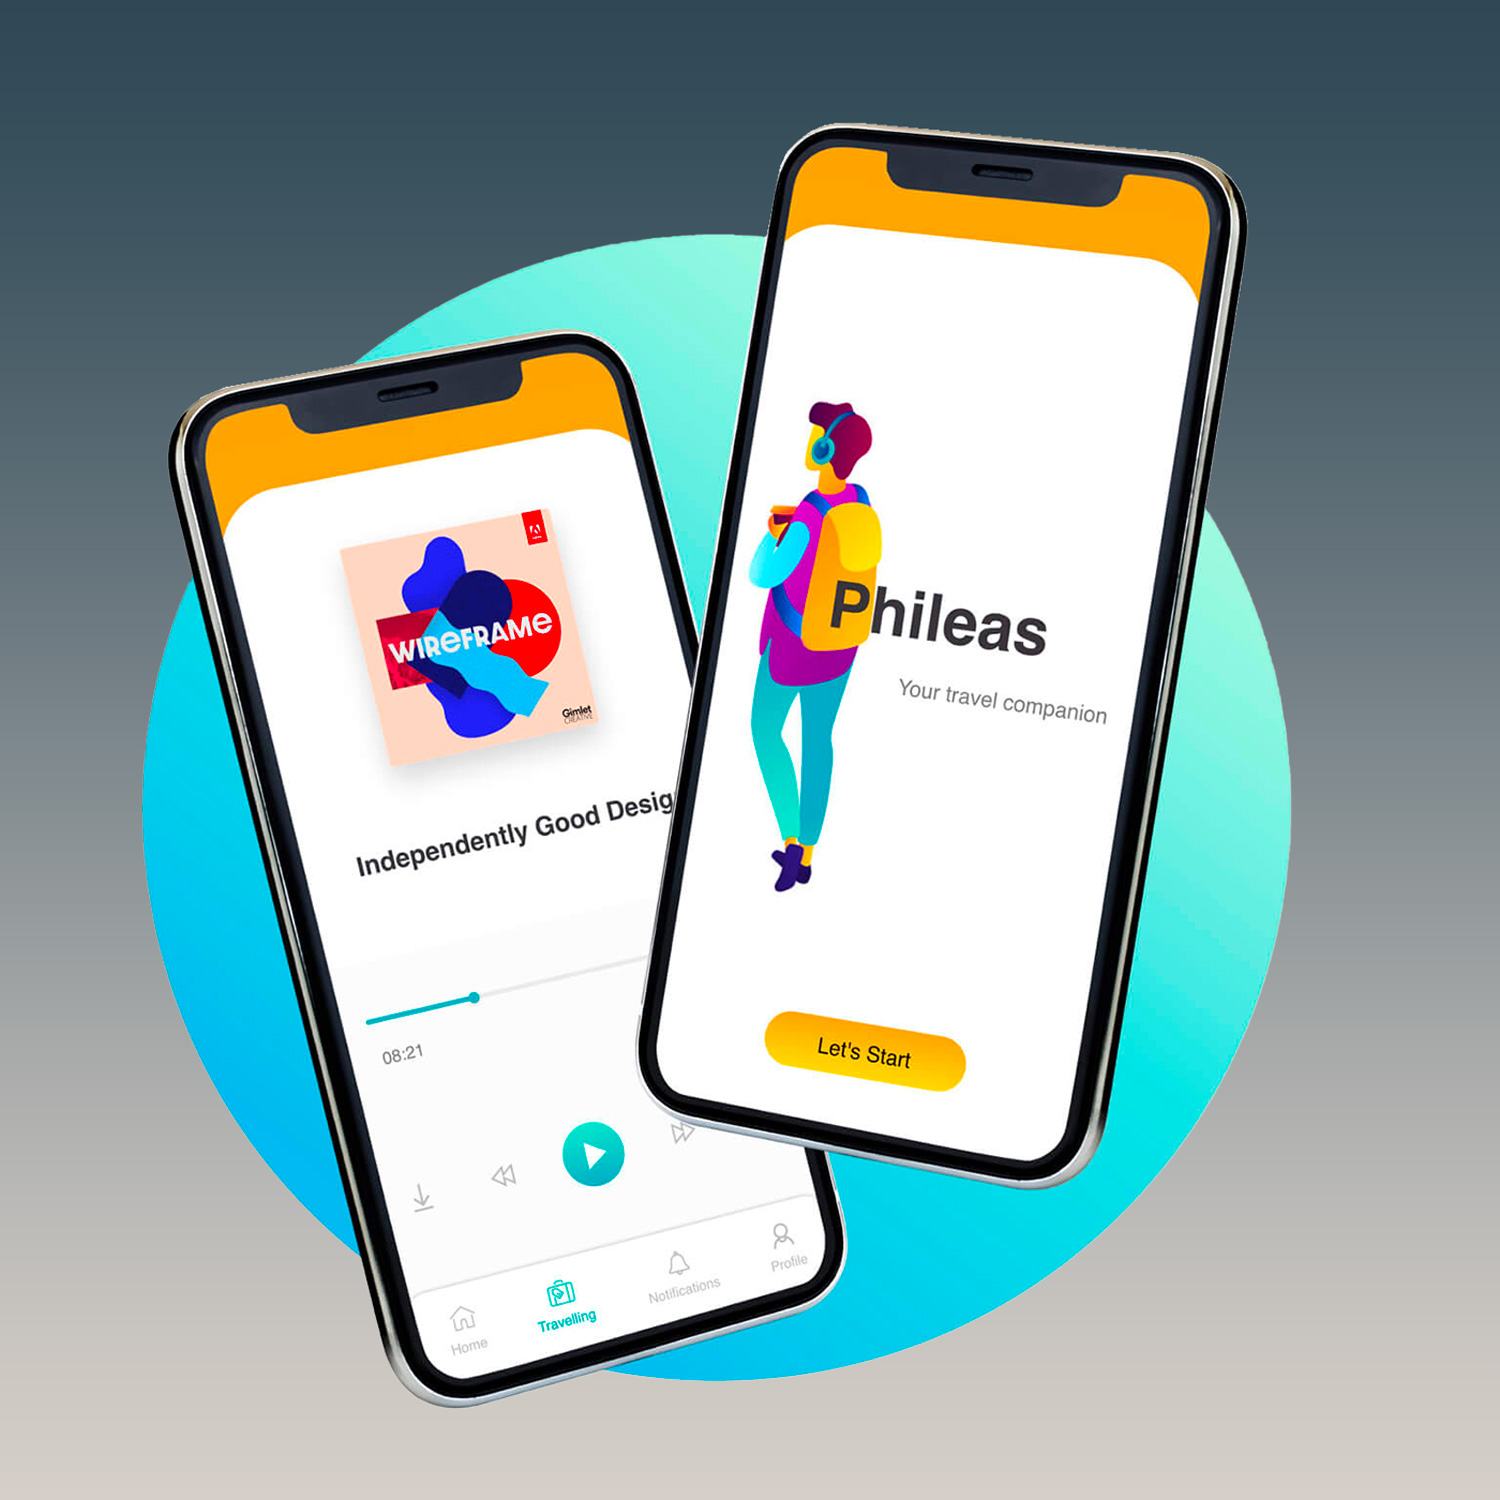 WIREFRAME
Gimlet
CREATIVE
Independently Good Desig
08:21
Home
Travelling
Notifications
Profile
Phileas
Your travel companion
Let's Start